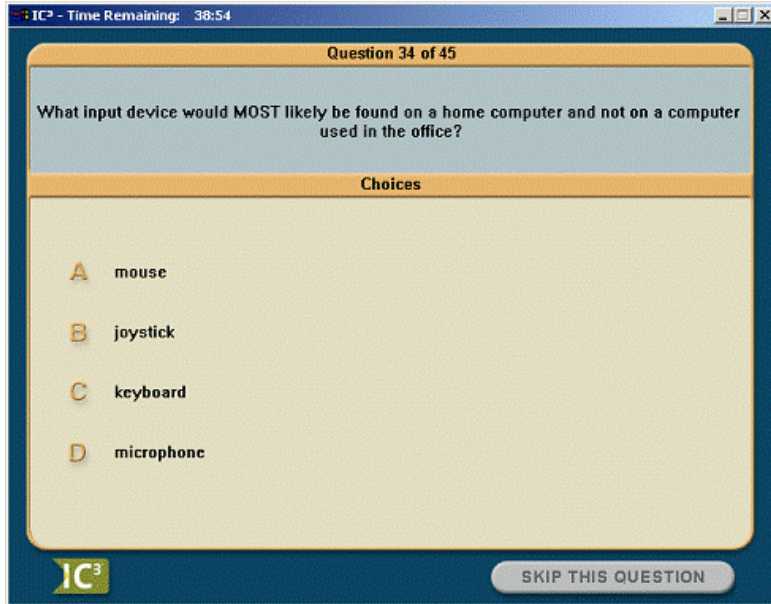 IC³ - Time Remaining: 38:54
Question 34 of 45
What input device would MOST likely be found on a home computer and not on a computer
used in the office?
Choices
A mouse
B joystick
C keyboard
D microphone
IC³
SKIP THIS QUESTION